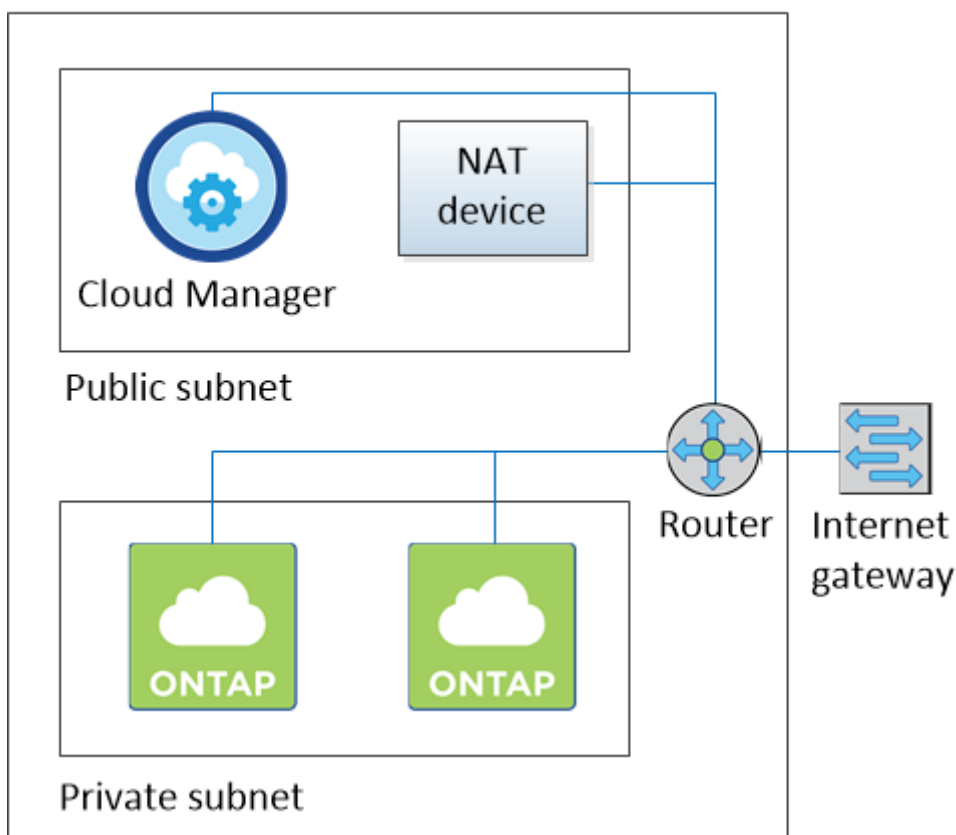 NAT
device
Cloud Manager
Public subnet
Router
Internet
gateway
ONTAP
ONTAP
Private subnet